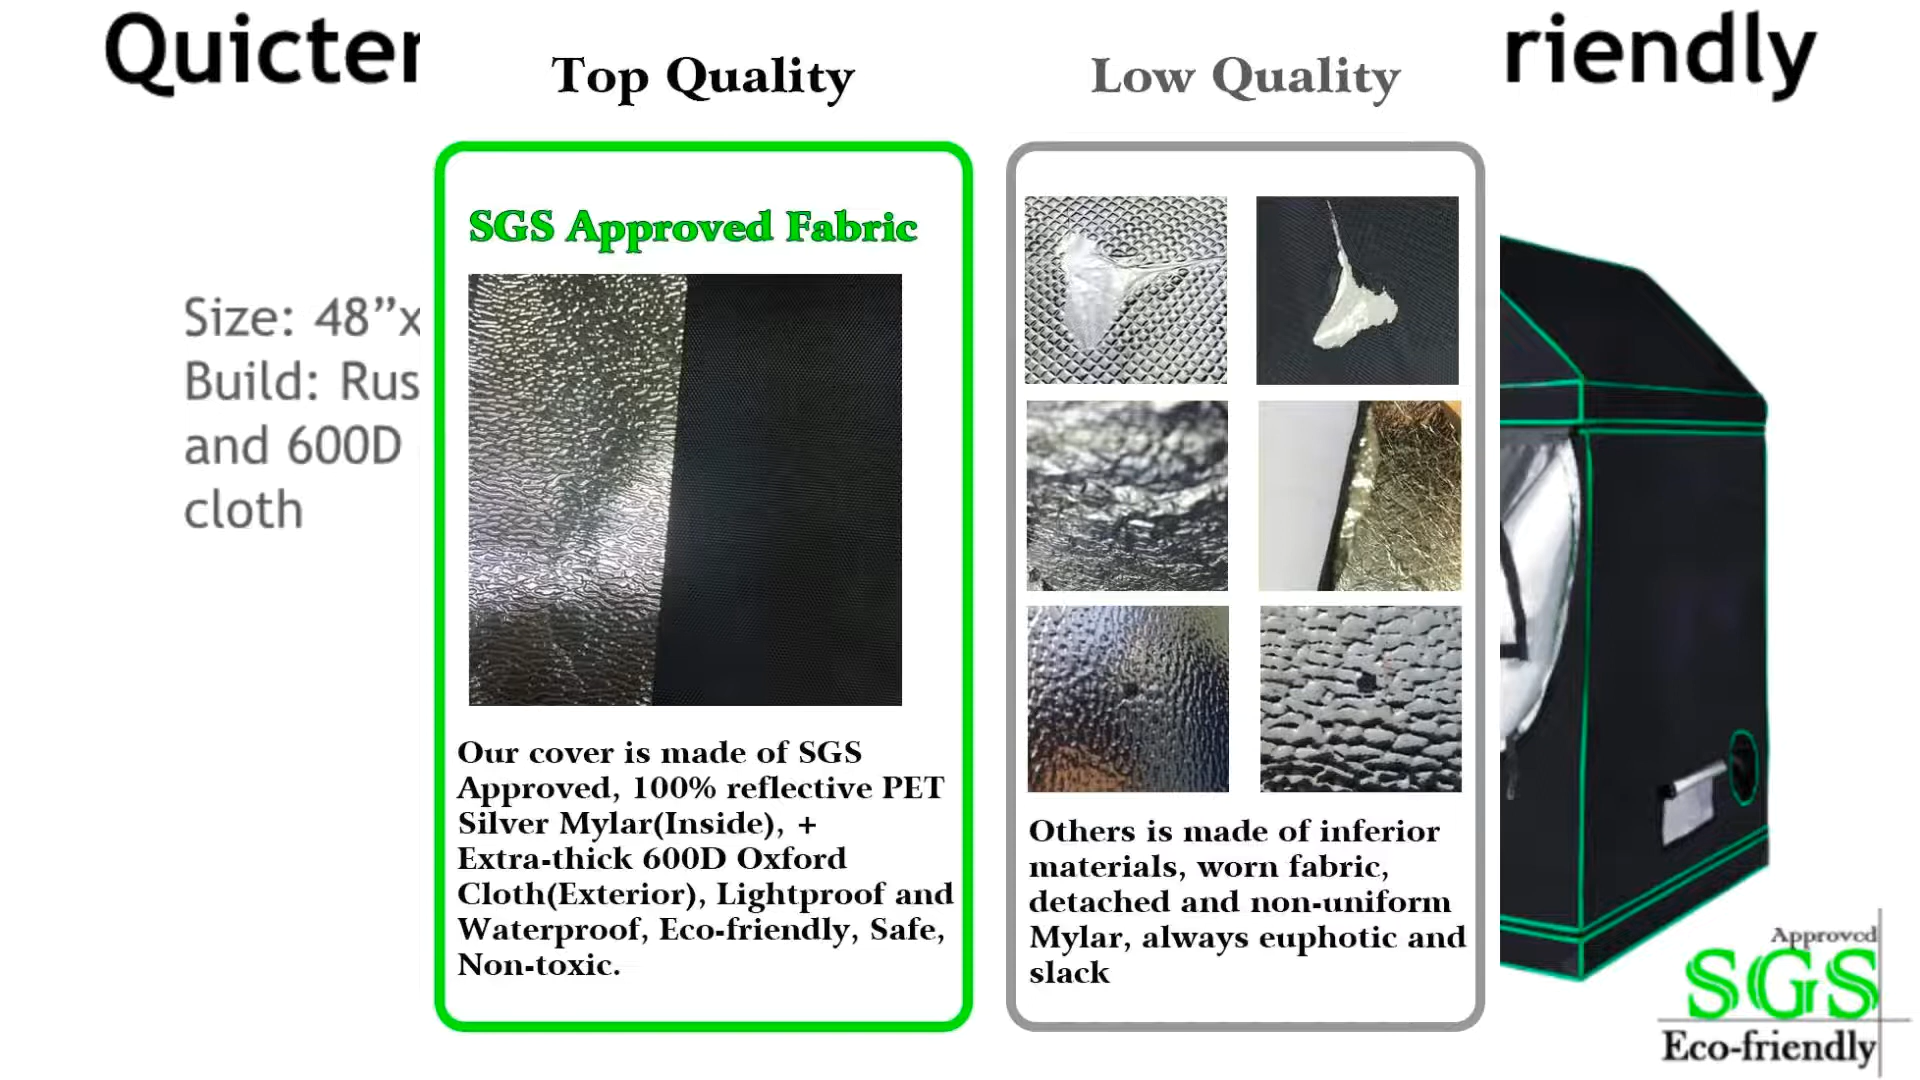 Quicter
riendly
Top Quality
Low Quality
SGS Approved Fabric
Size: 48”x
Build: Rus
and 600D
cloth
Our cover is made of SGS
Approved, 100% reflective PET
Silver Mylar(Inside), +
Extra-thick 600D Oxford
Cloth(Exterior), Lightproof and
Waterproof, Eco-friendly, Safe,
Non-toxic.
Others is made of inferior
materials, worn fabric,
detached and non-uniform
Mylar, always euphotic and
slack
Approved
SGS
Eco-friendly